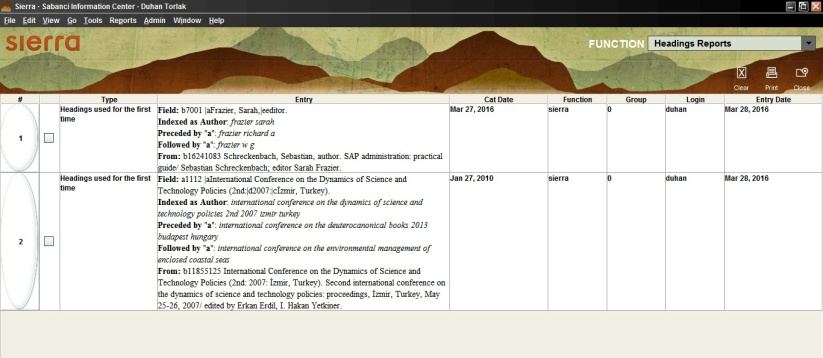 Sierra · Sabanci Information Center · Duhan Torlak
File Edit View Go Tools Reports Admin Window Help
sierra
FUNCTION Headings Reports
Clear Print Close
# Type Entry Cat Date Function Group Login Entry Date
1 Headings used for the first time Field: b7001 |aFrazier, Sarah,|eeditor. Mar 27, 2016 sierra 0 duhan Mar 28, 2016
Indexed as Author: frazier sarah
Preceded by "a": frazier richard a
Followed by "a": frazier w g
From: b16241083 Schreckenbach, Sebastian, author. SAP administration: practical
guide/ Sebastian Schreckenbach; editor Sarah Frazier.
2 Headings used for the first time Field: a1112 |aInternational Conference on the Dynamics of Science and Jan 27, 2010 sierra 0 duhan Mar 28, 2016
Technology Policies (2nd:|d2007:|cİzmir, Turkey).
Indexed as Author: international conference on the dynamics of science and
technology policies 2nd 2007 izmir turkey
Preceded by "a": international conference on the deuterocanonical books 2013
budapest hungary
Followed by "a": international conference on the environmental management of
enclosed coastal seas
From: b11855125 International Conference on the Dynamics of Science and
Technology Policies (2nd: 2007: İzmir, Turkey). Second international conference on
the dynamics of science and technology policies: proceedings, İzmir, Turkey, May
25-26, 2007/ edited by Erkan Erdil, I. Hakan Yetkiner.